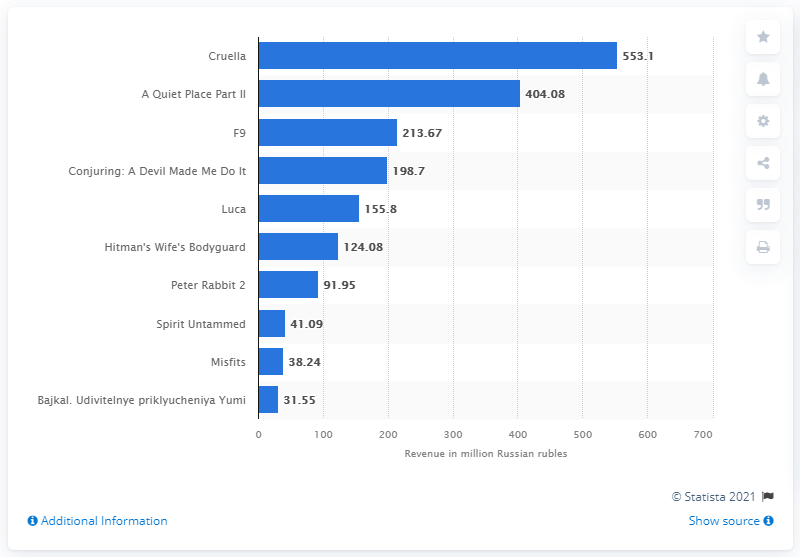 Cruella 553.1
A Quiet Place Part II 404.08
F9 213.67
Conjuring: A Devil Made Me Do It 198.7
Luca 155.8
Hitman's Wife's Bodyguard 124.08
Peter Rabbit 2 91.95
Spirit Untammed 41.09
Misfits 38.24
Bajkal. Udivitelnye priklyucheniya Yumi 31.55
0 100 200 300 400 500 600 700
Revenue in million Russian rubles
© Statista 2021
Additional Information
Show source